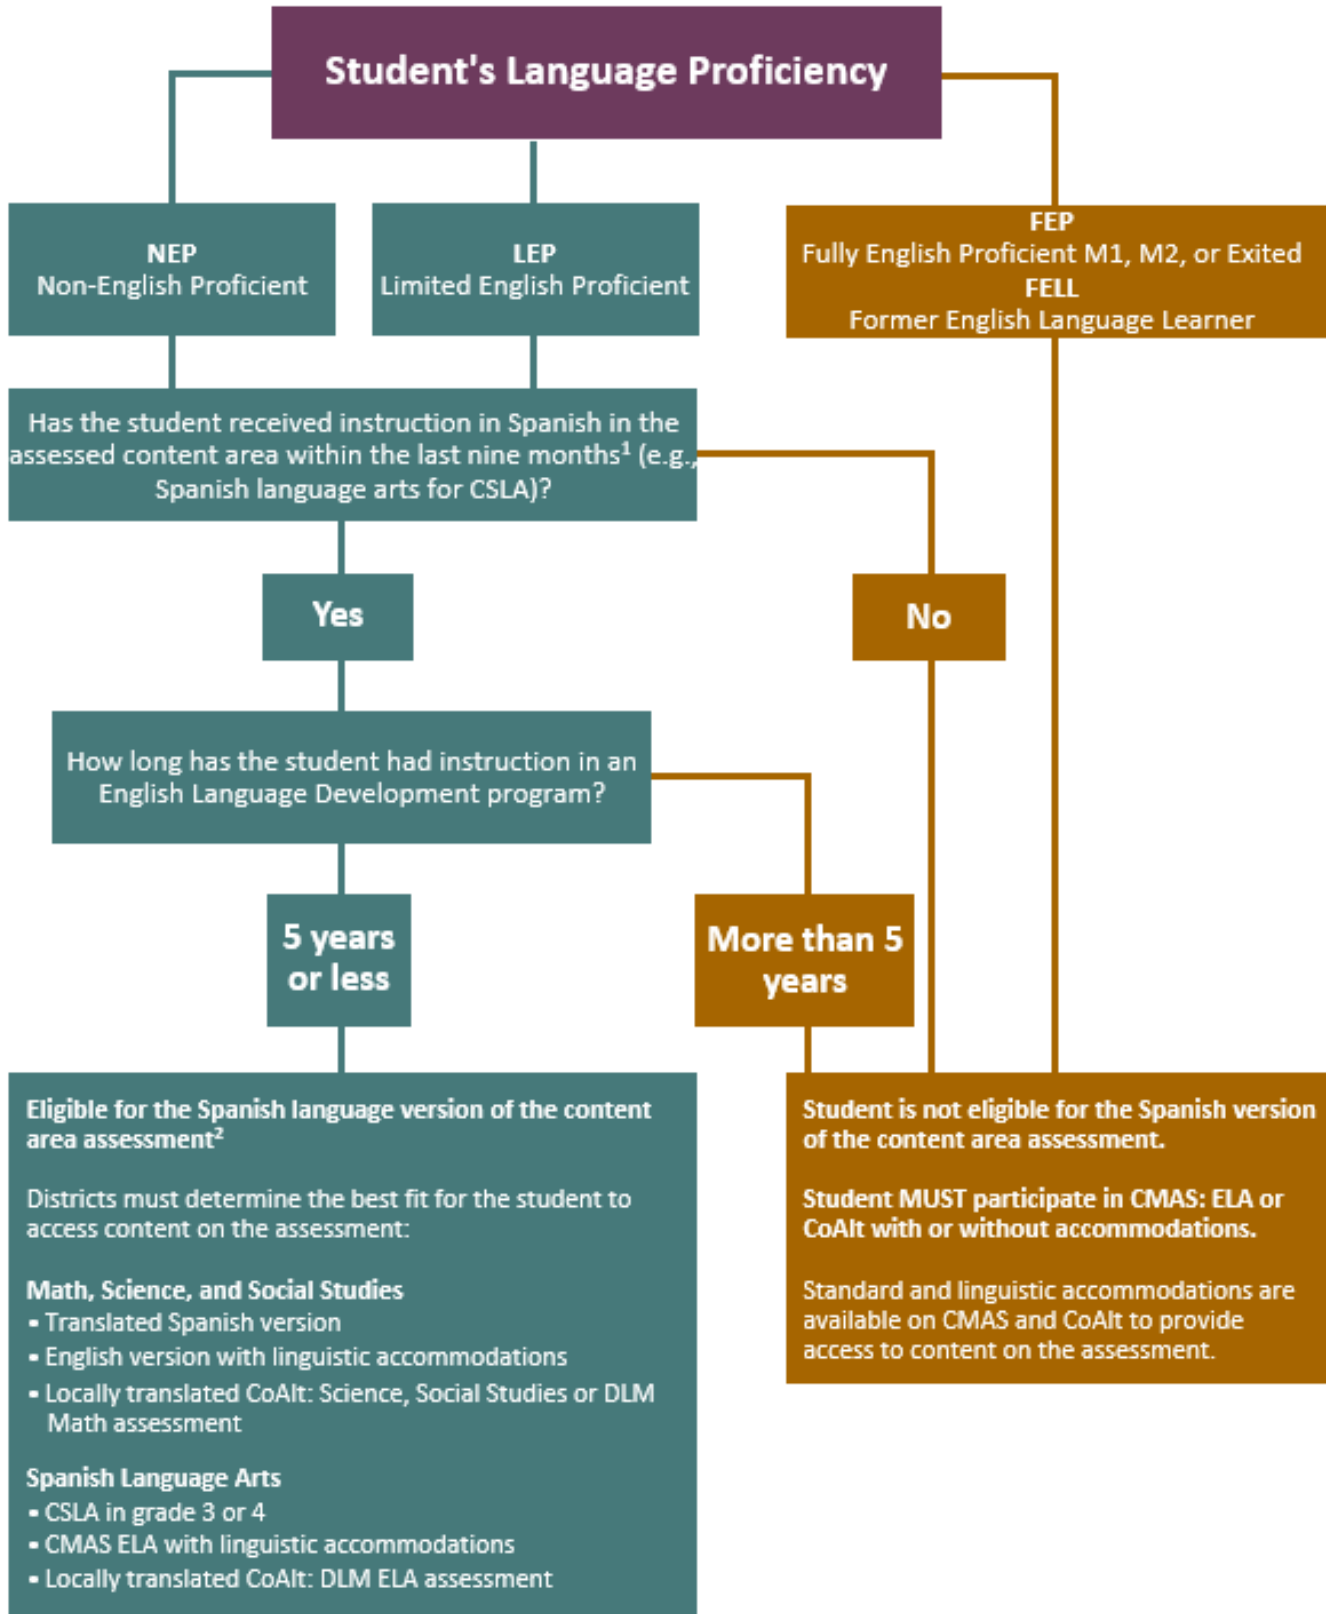 Student's Language Proficiency
NEP
Non-English Proficient
LEP
Limited English Proficient
FEP
Fully English Proficient M1, M2, or Exited
FELL
Former English Language Learner
Has the student received instruction in Spanish in the
assessed content area within the last nine months¹ (e.g.,
Spanish language arts for CSLA)?
Yes
No
How long has the student had instruction in an
English Language Development program?
5 years
or less
More than 5
years
Eligible for the Spanish language version of the content
area assessment²
Districts must determine the best fit for the student to
access content on the assessment:
Math, Science, and Social Studies
▪ Translated Spanish version
▪ English version with linguistic accommodations
▪ Locally translated CoAlt: Science, Social Studies or DLM
Math assessment
Spanish Language Arts
▪ CSLA in grade 3 or 4
▪ CMAS ELA with linguistic accommodations
▪ Locally translated CoAlt: DLM ELA assessment
Student is not eligible for the Spanish version
of the content area assessment.
Student MUST participate in CMAS: ELA or
CoAlt with or without accommodations.
Standard and linguistic accommodations are
available on CMAS and CoAlt to provide
access to content on the assessment.